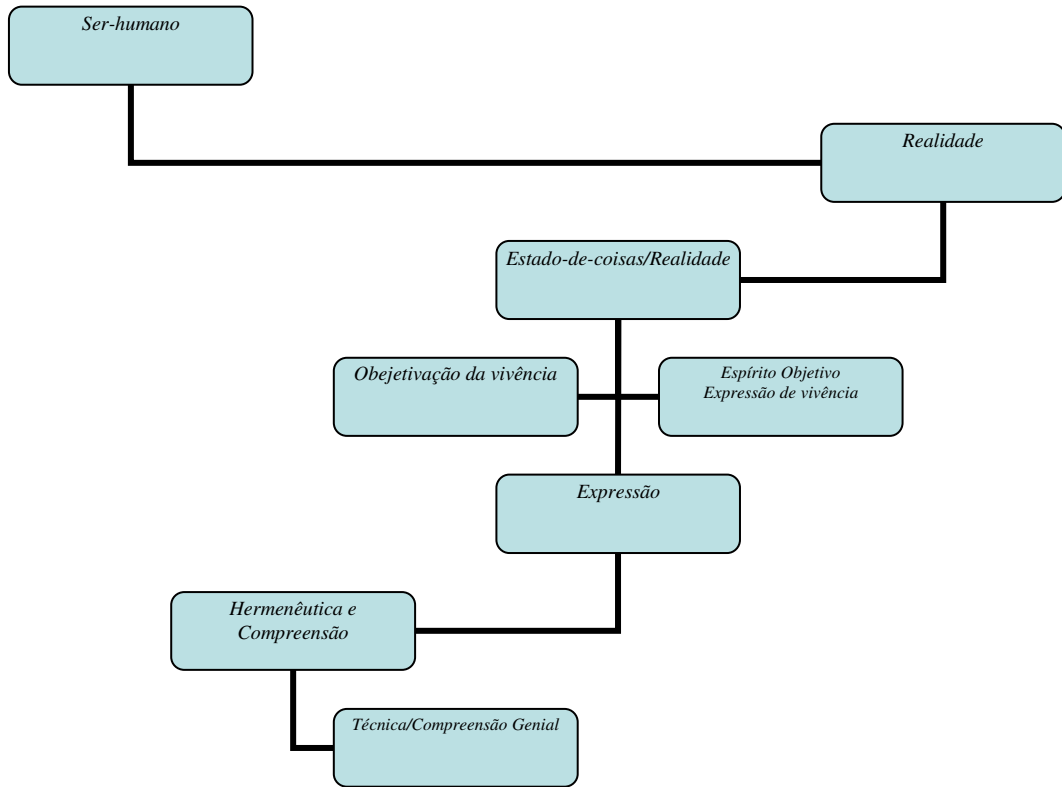 Ser-humano
Realidade
Estado-de-coisas/Realidade
Obejetivação da vivência
Espírito Objetivo
Expressão de vivência
Expressão
Hermenêutica e
Compreensão
Técnica/Compreensão Genial